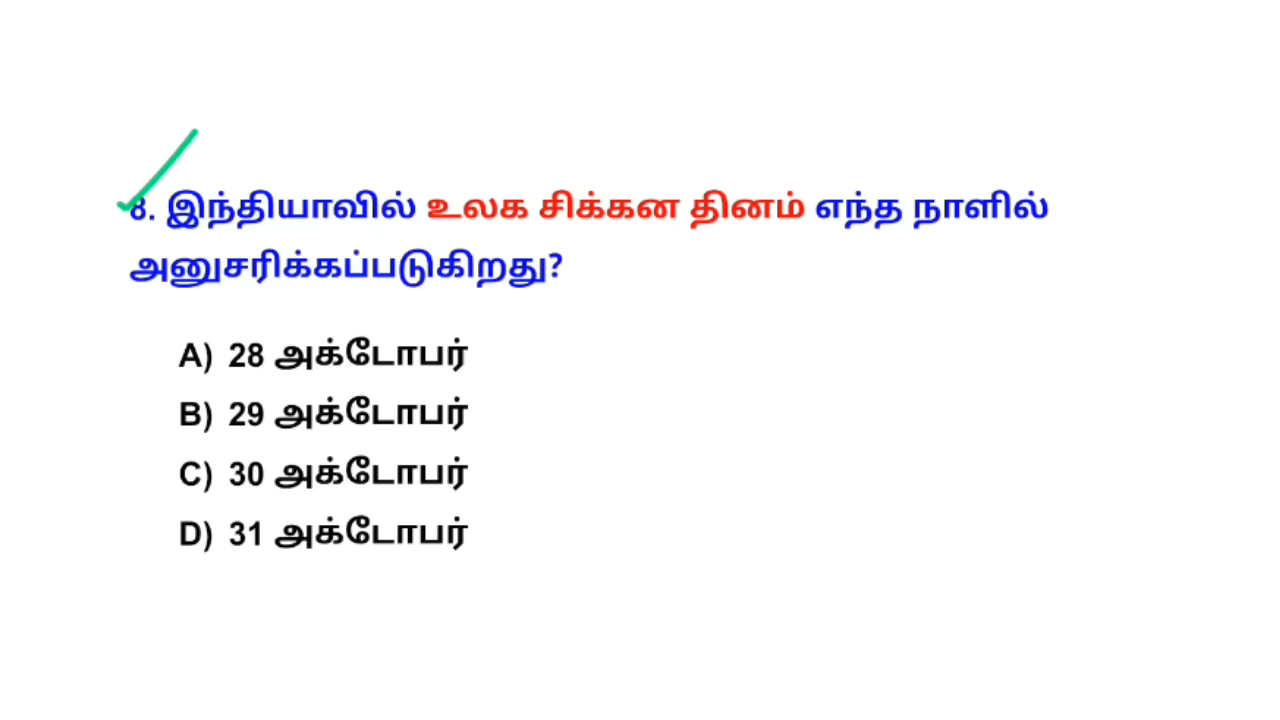 8. இந்தியாவில் உலக சிக்கன தினம் எந்த நாளில்
அனுசரிக்கப்படுகிறது?
A) 28 அக்டோபர்
B) 29 அக்டோபர்
C) 30 அக்டோபர்
D) 31 அக்டோபர்